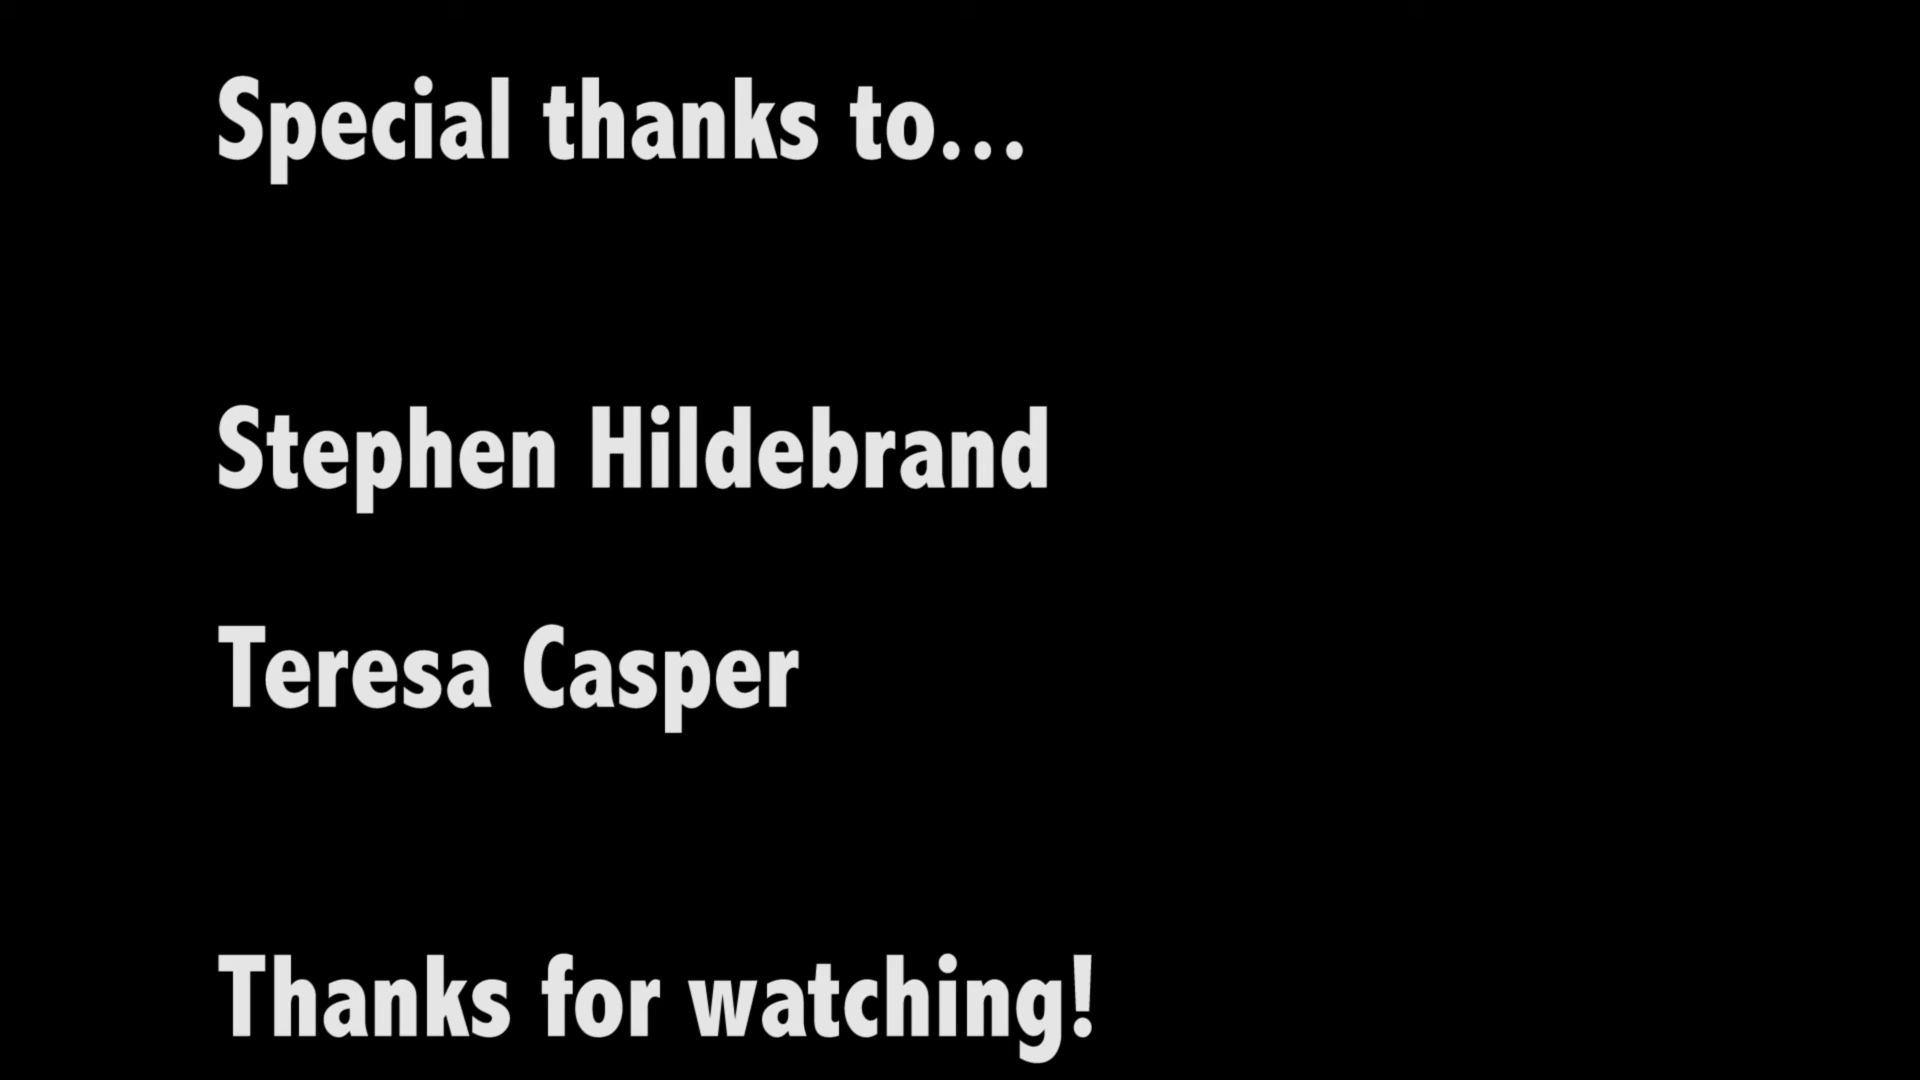 Special thanks to...
Stephen Hildebrand
Teresa Casper
Thanks for watching!